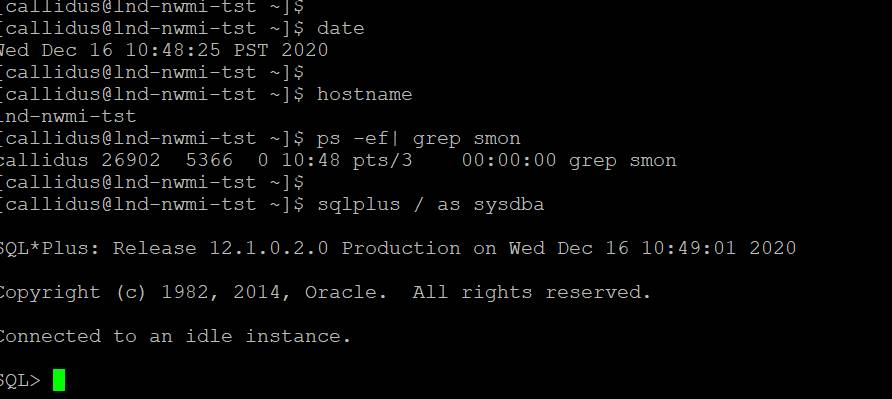 [callidus@lnd-nwmi-tst ~]$
[callidus@lnd-nwmi-tst ~]$ date
Wed Dec 16 10:48:25 PST 2020
[callidus@lnd-nwmi-tst ~]$
[callidus@lnd-nwmi-tst ~]$ hostname
lnd-nwmi-tst
[callidus@lnd-nwmi-tst ~]$ ps -ef| grep smon
callidus 26902  5366  0 10:48 pts/3    00:00:00 grep smon
[callidus@lnd-nwmi-tst ~]$
[callidus@lnd-nwmi-tst ~]$ sqlplus / as sysdba
SQL*Plus: Release 12.1.0.2.0 Production on Wed Dec 16 10:49:01 2020
Copyright (c) 1982, 2014, Oracle.  All rights reserved.
Connected to an idle instance.
SQL>